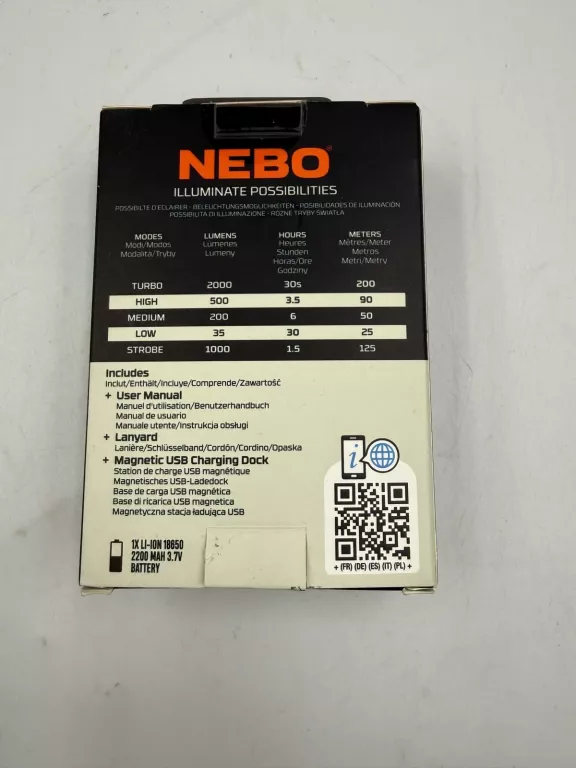 NEBO®
ILLUMINATE POSSIBILITIES
POSSIBILTE D'ECLAIRER - BELEUCHTUNGSMÖGLICHKEITEN - POSIBILIDADES DE ILUMINACIÓN
POSSIBILITA DI ILLUMINAZIONE - RÓZNE TRYBY SWIATLA
MODES LUMENS HOURS METERS
Modi/Modos Lumènes Heures Mètres/Meter
Modalita/Tryby Lumeny Stunden Metros
Horas/Ore Metri/Metry
Godziny
TURBO 2000 30s 200
HIGH 500 3.5 90
MEDIUM 200 6 50
LOW 35 30 25
STROBE 1000 1.5 125
Includes
Inclut/Enthält/Incluye/Comprende/Zawartość
+ User Manual
Manuel d'utilisation/Benutzerhandbuch
Manual de usuario
Manuale utente/Instrukcja obsługi
+ Lanyard
Lanière/Schlüsselband/Cordón/Cordino/Opaska
+ Magnetic USB Charging Dock
Station de charge USB magnétique
Magnetisches USB-Ladedock
Base de carga USB magnética
Base di ricarica USB magnetica
Magnetyczna stacja ładująca USB
1X LI-ION 18650
2200 MAH 3.7V
BATTERY
i
+ (FR) (DE) (ES) (IT) (PL) +